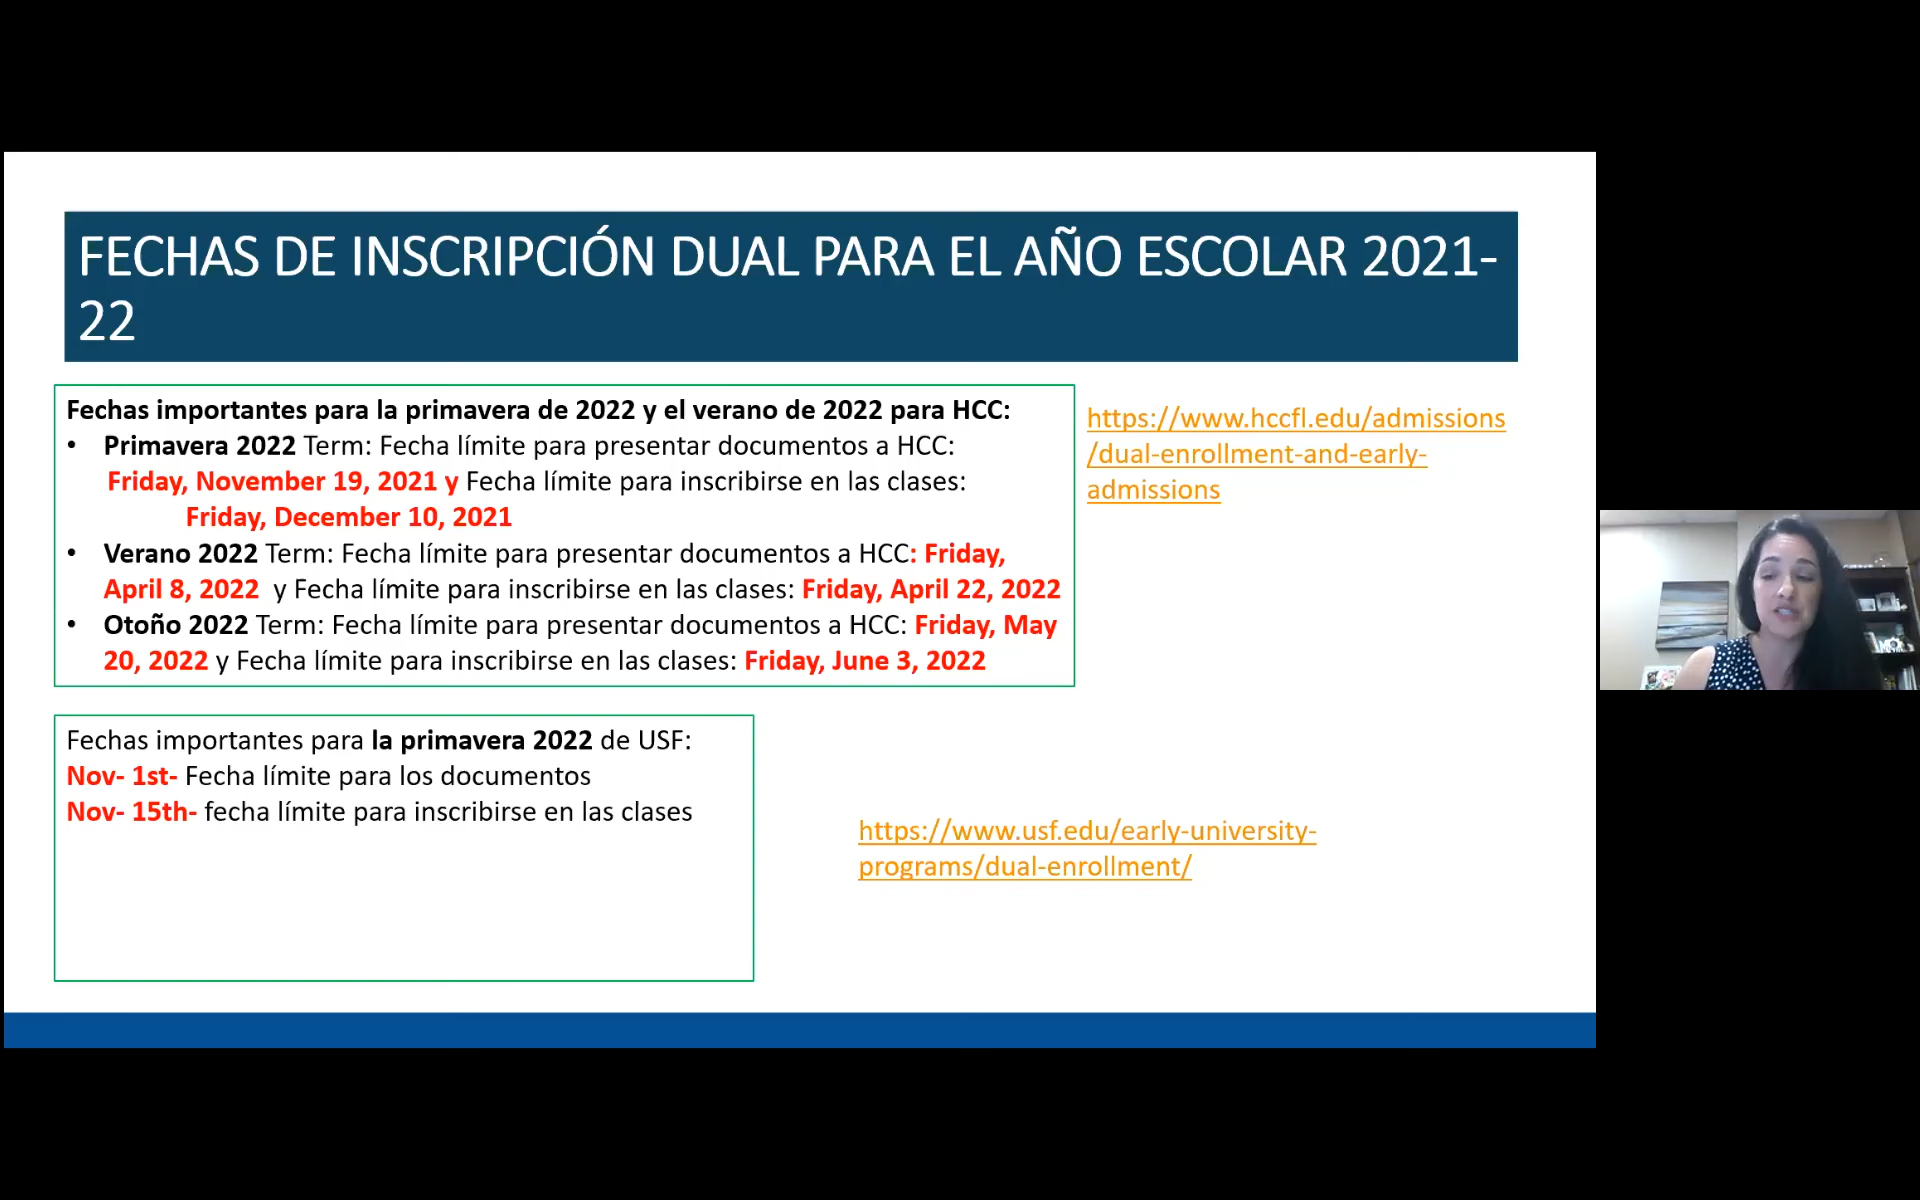 FECHAS DE INSCRIPCIÓN DUAL PARA EL AÑO ESCOLAR 2021-
22
Fechas importantes para la primavera de 2022 y el verano de 2022 para HCC:
• Primavera 2022 Term: Fecha límite para presentar documentos a HCC:
Friday, November 19, 2021 y Fecha límite para inscribirse en las clases:
Friday, December 10, 2021
• Verano 2022 Term: Fecha límite para presentar documentos a HCC: Friday,
April 8, 2022 y Fecha límite para inscribirse en las clases: Friday, April 22, 2022
• Otoño 2022 Term: Fecha límite para presentar documentos a HCC: Friday, May
20, 2022 y Fecha límite para inscribirse en las clases: Friday, June 3, 2022
https://www.hccfl.edu/admissions
/dual-enrollment-and-early-
admissions
Fechas importantes para la primavera 2022 de USF:
Nov- 1st- Fecha límite para los documentos
Nov- 15th- fecha límite para inscribirse en las clases
https://www.usf.edu/early-university-
programs/dual-enrollment/